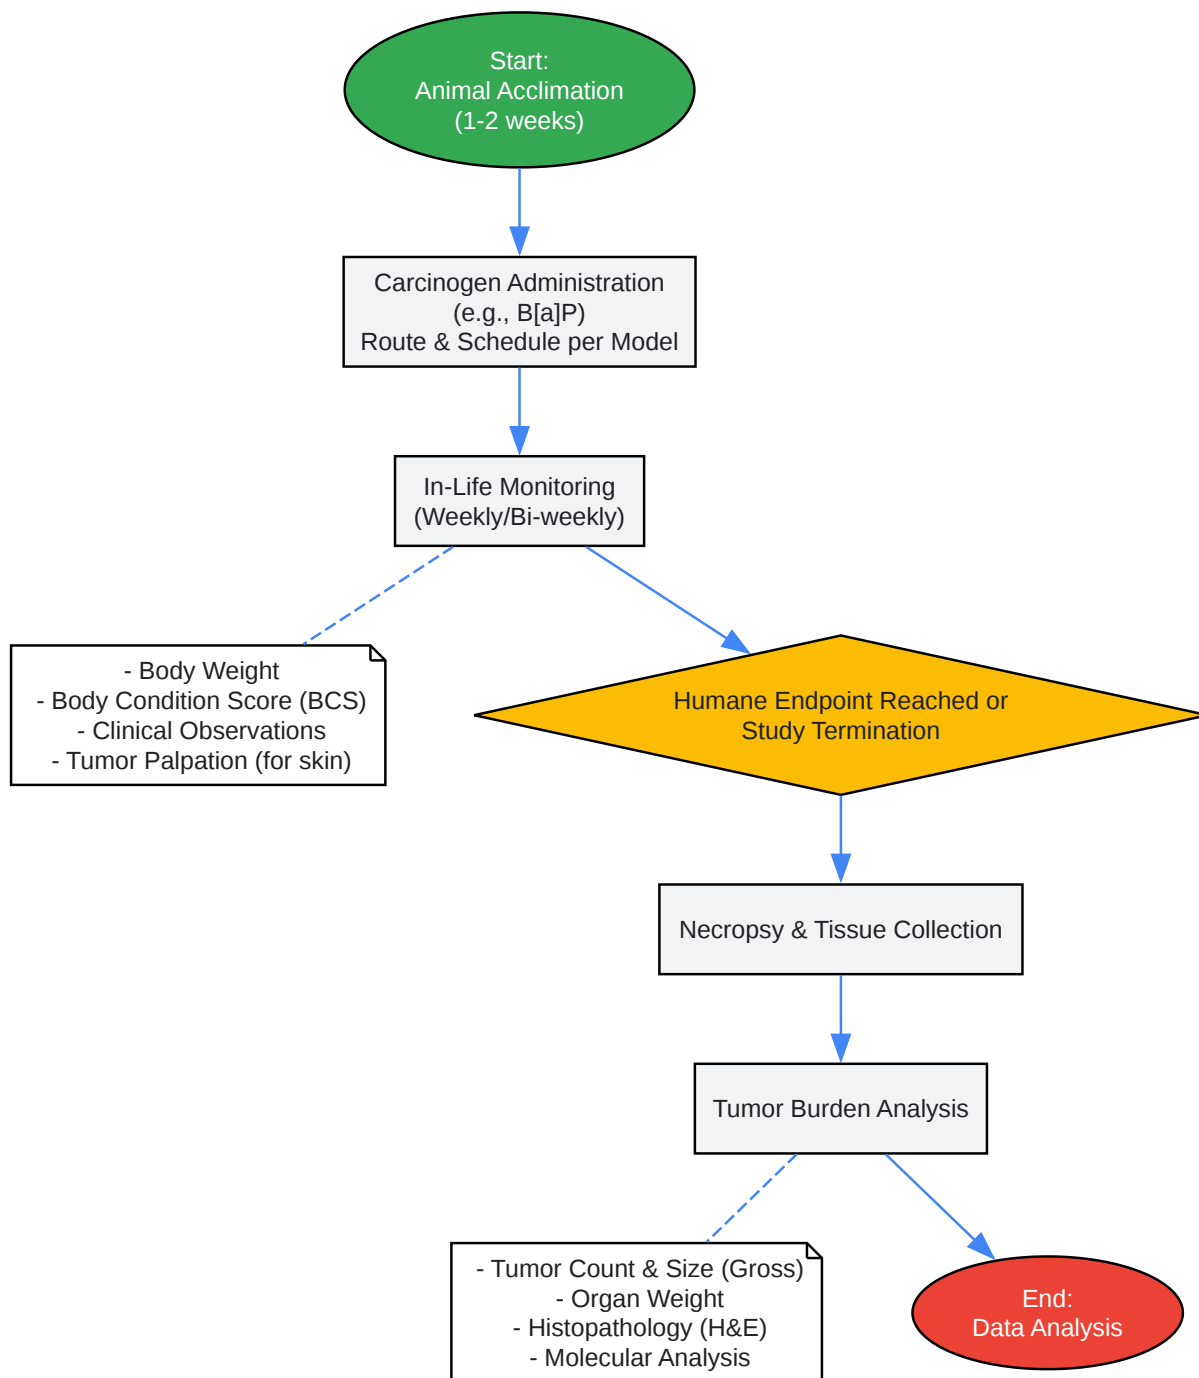 Start:
Animal Acclimation
(1-2 weeks)
Carcinogen Administration
(e.g., B[a]P)
Route & Schedule per Model
In-Life Monitoring
(Weekly/Bi-weekly)
- Body Weight
- Body Condition Score (BCS)
- Clinical Observations
- Tumor Palpation (for skin)
Humane Endpoint Reached or
Study Termination
Necropsy & Tissue Collection
Tumor Burden Analysis
- Tumor Count & Size (Gross)
- Organ Weight
- Histopathology (H&E)
- Molecular Analysis
End:
Data Analysis